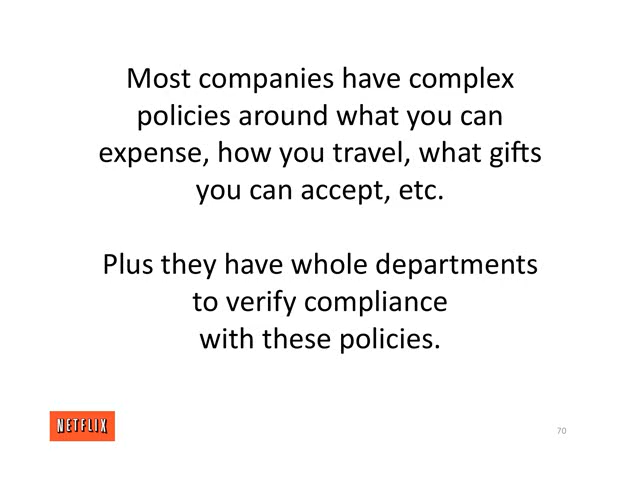 Most companies have complex
policies around what you can
expense, how you travel, what gifts
you can accept, etc.
Plus they have whole departments
to verify compliance
with these policies.
NETFLIX
70